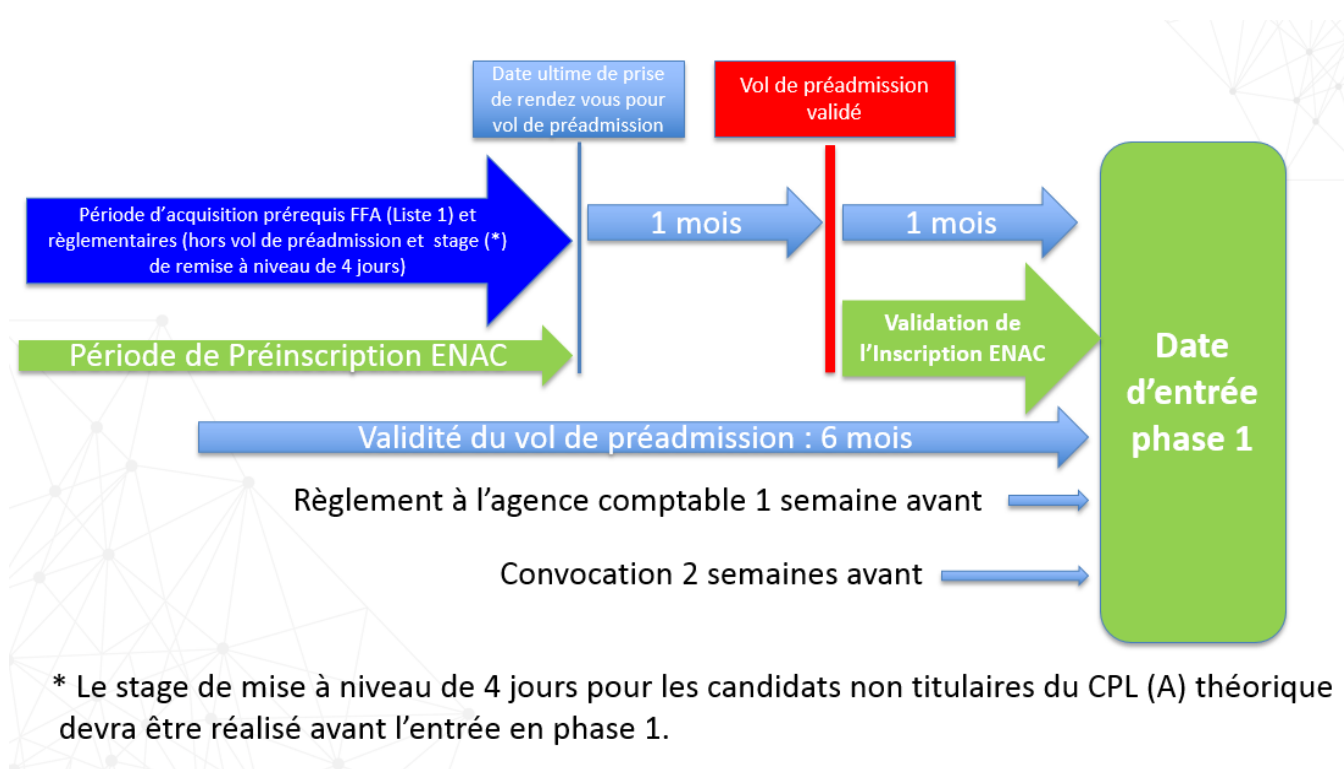 Date ultime de prise
de rendez vous pour
vol de préadmission
Vol de préadmission
validé
Période d'acquisition prérequis FFA (Liste 1) et
règlementaires (hors vol de préadmission et stage (*)
de remise à niveau de 4 jours)
1 mois
1 mois
Période de Préinscription ENAC
Validation de
l'Inscription ENAC
Date
d'entrée
phase 1
Validité du vol de préadmission : 6 mois
Règlement à l'agence comptable 1 semaine avant
Convocation 2 semaines avant
* Le stage de mise à niveau de 4 jours pour les candidats non titulaires du CPL (A) théorique
devra être réalisé avant l'entrée en phase 1.